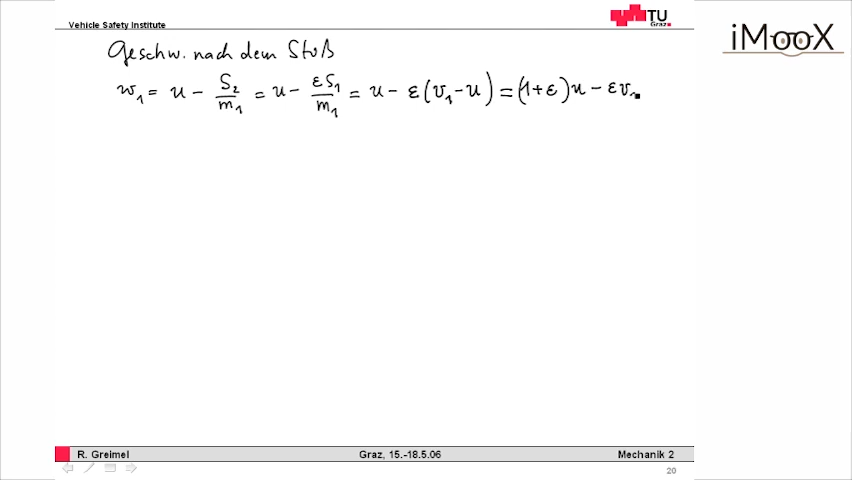 Vehicle Safety Institute
TU
Graz
iMooX
Geschw. nach dem Stoß
w₁ = u − S₂/m₁ = u − εS₁/m₁ = u − ε(v₁−u) = (1+ε)u − εv₁
R. Greimel Graz, 15.-18.5.06 Mechanik 2
20